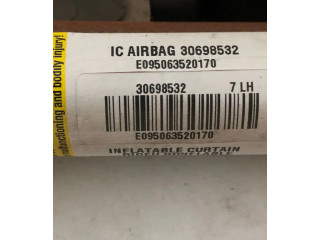 IC AIRBAG 30698532
E095063520170
30698532 7 LH
E095063520170
INFLATABLE CURTAIN
malfunctioning and bodily injury!